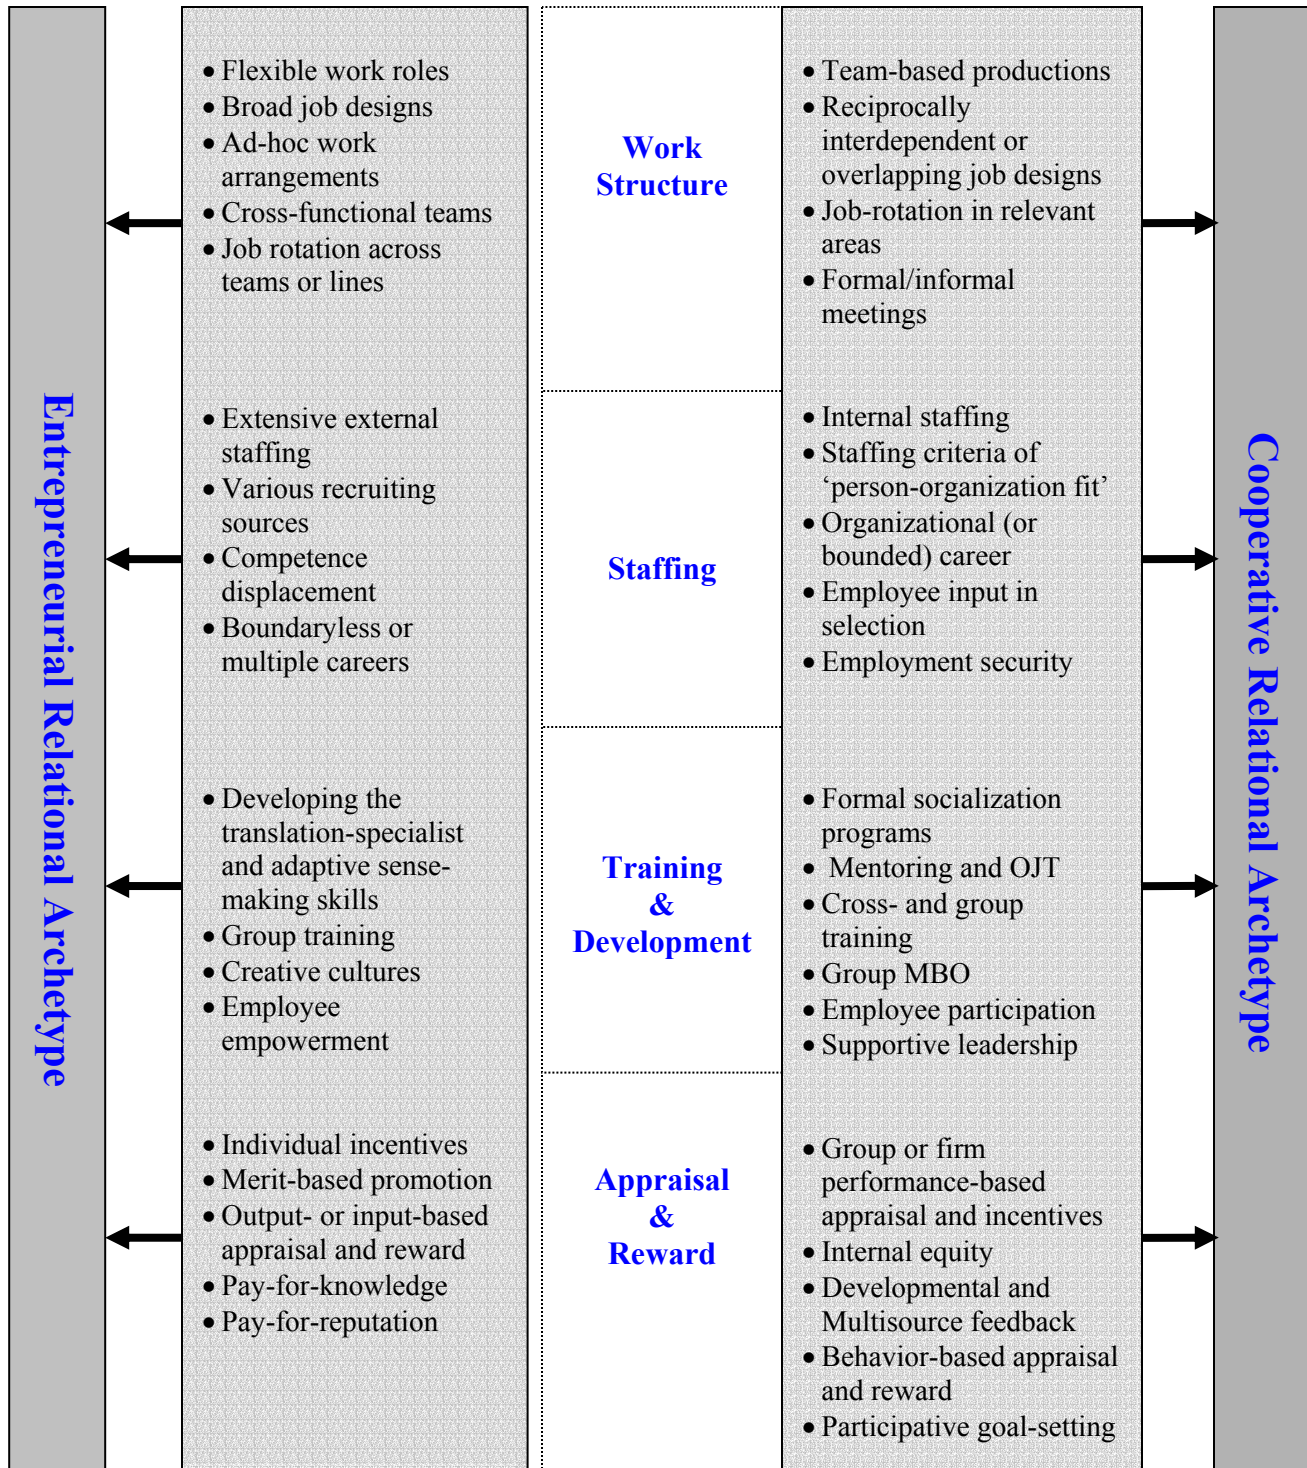 Entrepreneurial Relational Archetype
• Flexible work roles
• Broad job designs
• Ad-hoc work
arrangements
• Cross-functional teams
• Job rotation across
teams or lines
Work
Structure
• Team-based productions
• Reciprocally
interdependent or
overlapping job designs
• Job-rotation in relevant
areas
• Formal/informal
meetings
• Extensive external
staffing
• Various recruiting
sources
• Competence
displacement
• Boundaryless or
multiple careers
Staffing
• Internal staffing
• Staffing criteria of
‘person-organization fit’
• Organizational (or
bounded) career
• Employee input in
selection
• Employment security
• Developing the
translation-specialist
and adaptive sense-
making skills
• Group training
• Creative cultures
• Employee
empowerment
Training
&
Development
• Formal socialization
programs
• Mentoring and OJT
• Cross- and group
training
• Group MBO
• Employee participation
• Supportive leadership
• Individual incentives
• Merit-based promotion
• Output- or input-based
appraisal and reward
• Pay-for-knowledge
• Pay-for-reputation
Appraisal
&
Reward
• Group or firm
performance-based
appraisal and incentives
• Internal equity
• Developmental and
Multisource feedback
• Behavior-based appraisal
and reward
• Participative goal-setting
Cooperative Relational Archetype